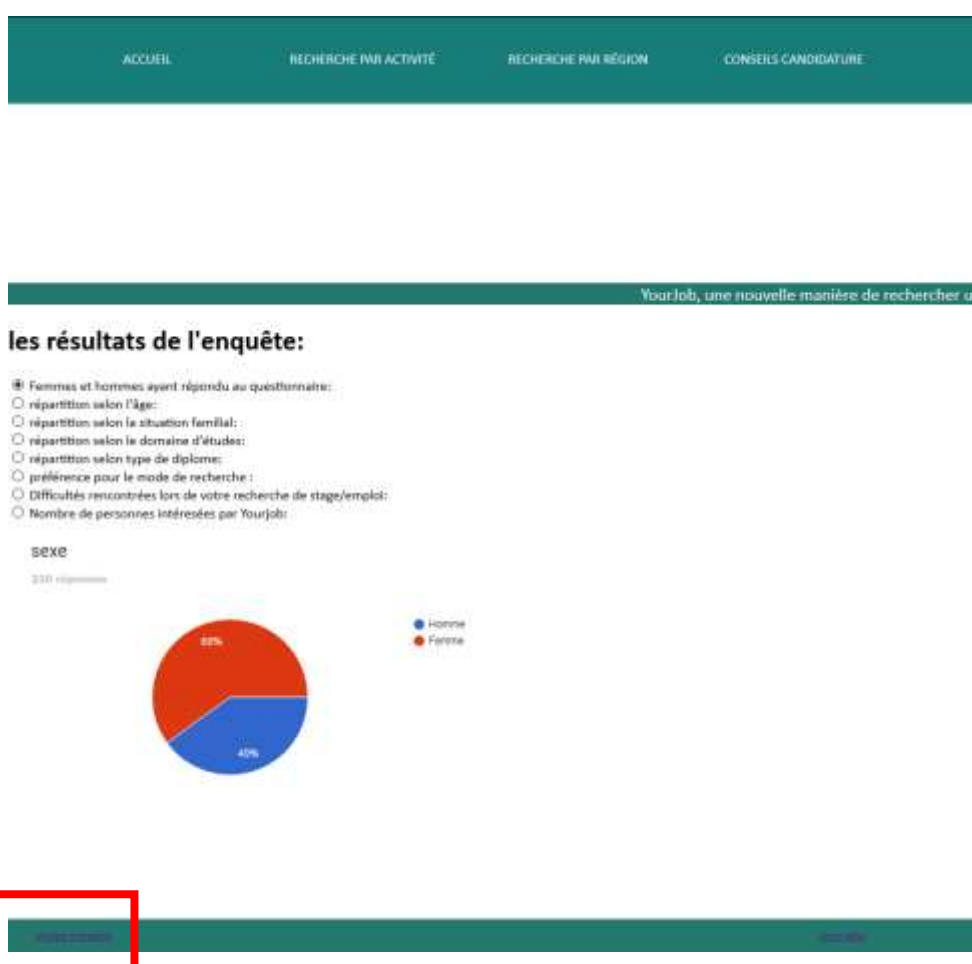 ACCUEIL RECHERCHE PAR ACTIVITÉ RECHERCHE PAR RÉGION CONSEILS CANDIDATURE
YourJob, une nouvelle manière de rechercher u
les résultats de l'enquête:
Femmes et hommes ayant répondu au questionnaire:
répartition selon l'âge:
répartition selon la situation familial:
répartition selon le domaine d'études:
répartition selon type de diplome:
préférence pour le mode de recherche :
Difficultés rencontrées lors de votre recherche de stage/emploi:
Nombre de personnes intéresées par Yourjob:
sexe
réponses
Homme
Femme
60%
40%